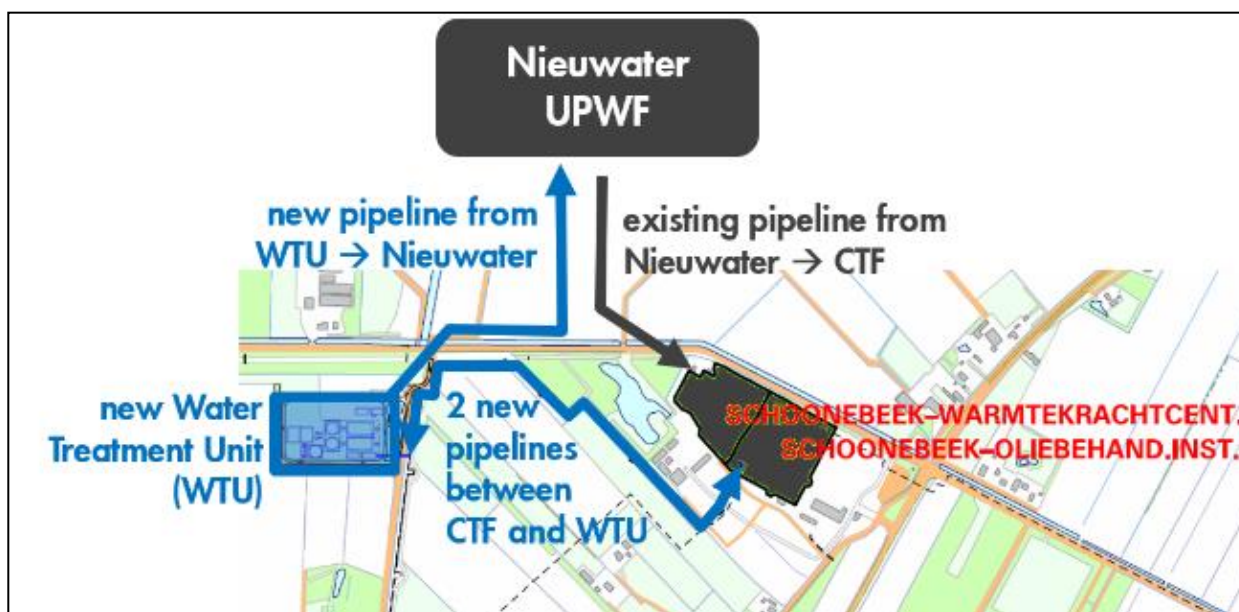 Nieuwater
UPWF
new pipeline from
WTU → Nieuwater
existing pipeline from
Nieuwater → CTF
new Water
Treatment Unit
(WTU)
2 new
pipelines
between
CTF and WTU
SCHOONEBEEK-WARMTEKRACHTCENT.
SCHOONEBEEK-OLIEBEHAND.INST.